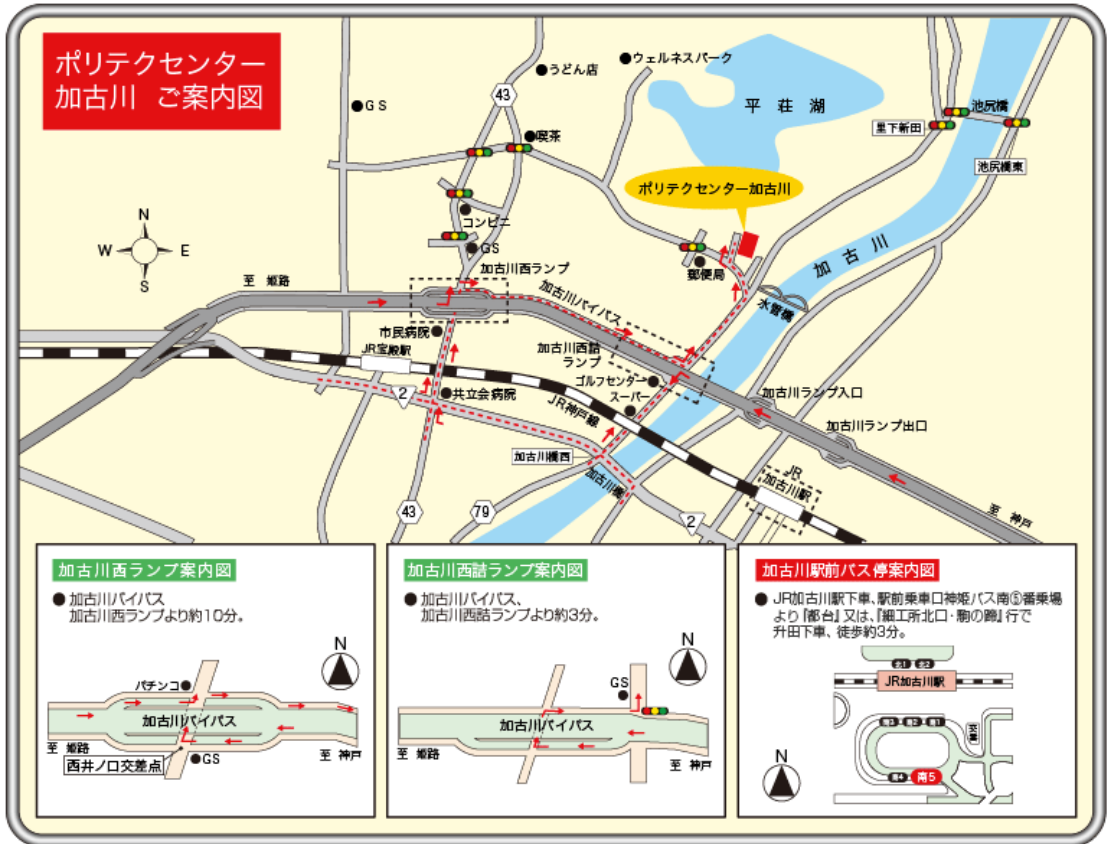 ポリテクセンター
加古川 ご案内図
GS
うどん店
ウェルネスパーク
43
喫茶
平荘湖
池尻橋
里下新田
池尻橋東
ポリテクセンター加古川
コンビニ
GS
郵便局
加古川
水管橋
N
W
E
S
至 姫路
加古川西ランプ
加古川バイパス
市民病院
JR宝殿駅
加古川西詰
ランプ
ゴルフセンター
スーパー
2
共立会病院
JR神戸線
加古川ランプ入口
加古川ランプ出口
加古川橋西
加古川橋
JR
加古川駅
43
79
2
至 神戸
加古川西ランプ案内図
● 加古川バイパス
加古川西ランプより約10分。
N
パチンコ
加古川バイパス
至 姫路
至 神戸
西井ノ口交差点
GS
加古川西詰ランプ案内図
● 加古川バイパス、
加古川西詰ランプより約3分。
N
GS
加古川バイパス
至 姫路
至 神戸
加古川駅前バス停案内図
● JR加古川駅下車、駅前乗車口神姫バス南⑤番乗場
より『都台』又は、『細工所北口・駒の蹄』行で
升田下車、徒歩約3分。
北1
北2
JR加古川駅
南4
南5
N